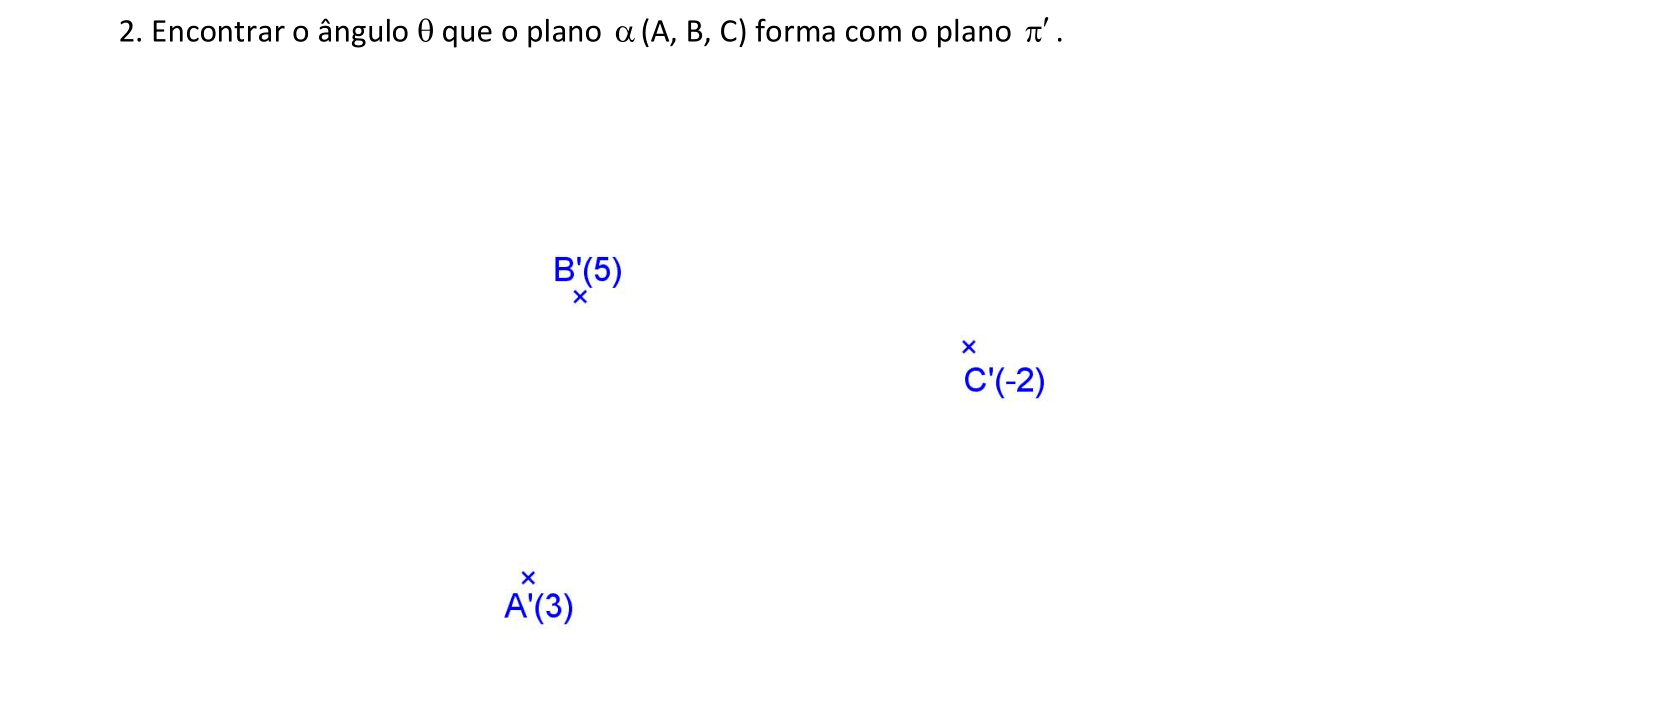 2. Encontrar o ângulo θ que o plano α (A, B, C) forma com o plano π′ .
B'(5)
C'(-2)
A'(3)